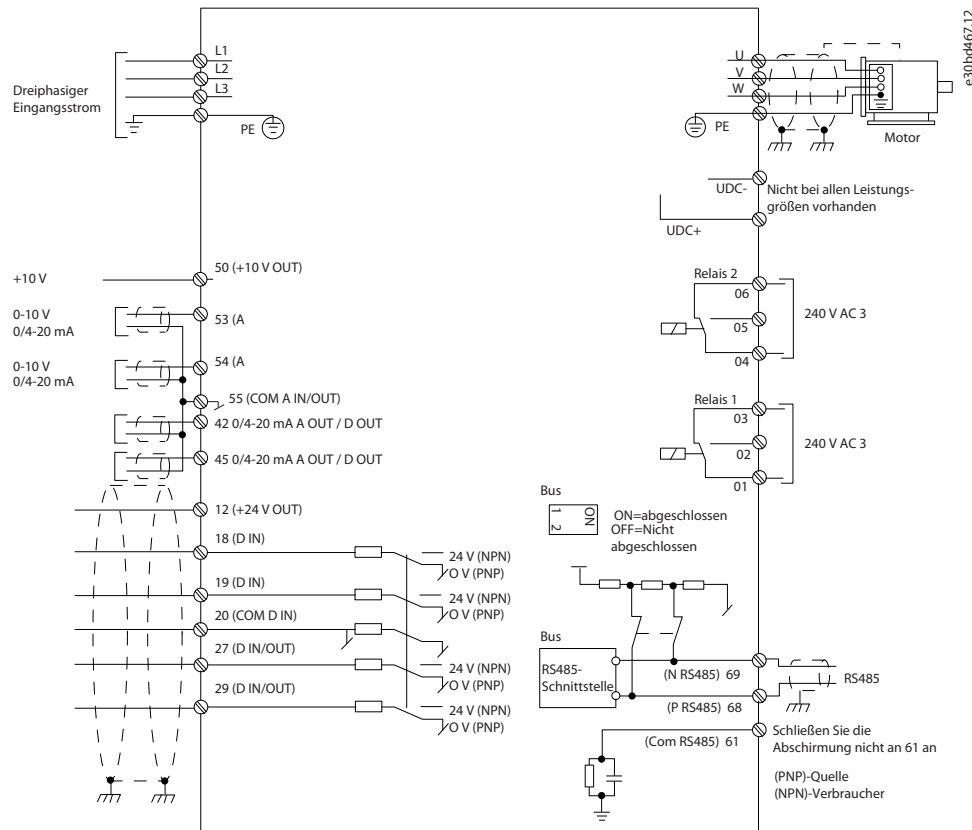 e30bd467.12
Dreiphasiger
Eingangsstrom
L1
L2
L3
PE
U
V
W
PE
Motor
UDC-
Nicht bei allen Leistungs-
größen vorhanden
UDC+
+10 V
50 (+10 V OUT)
0-10 V
0/4-20 mA
53 (A
0-10 V
0/4-20 mA
54 (A
55 (COM A IN/OUT)
42 0/4-20 mA A OUT / D OUT
45 0/4-20 mA A OUT / D OUT
12 (+24 V OUT)
18 (D IN)
24 V (NPN)
O V (PNP)
19 (D IN)
24 V (NPN)
O V (PNP)
20 (COM D IN)
27 (D IN/OUT)
24 V (NPN)
O V (PNP)
29 (D IN/OUT)
24 V (NPN)
O V (PNP)
Relais 2
06
05
04
240 V AC 3
Relais 1
03
02
01
240 V AC 3
Bus
1 2
ON
ON=abgeschlossen
OFF=Nicht
abgeschlossen
Bus
RS485-
Schnittstelle
(N RS485) 69
RS485
(P RS485) 68
(Com RS485) 61
Schließen Sie die
Abschirmung nicht an 61 an
(PNP)-Quelle
(NPN)-Verbraucher